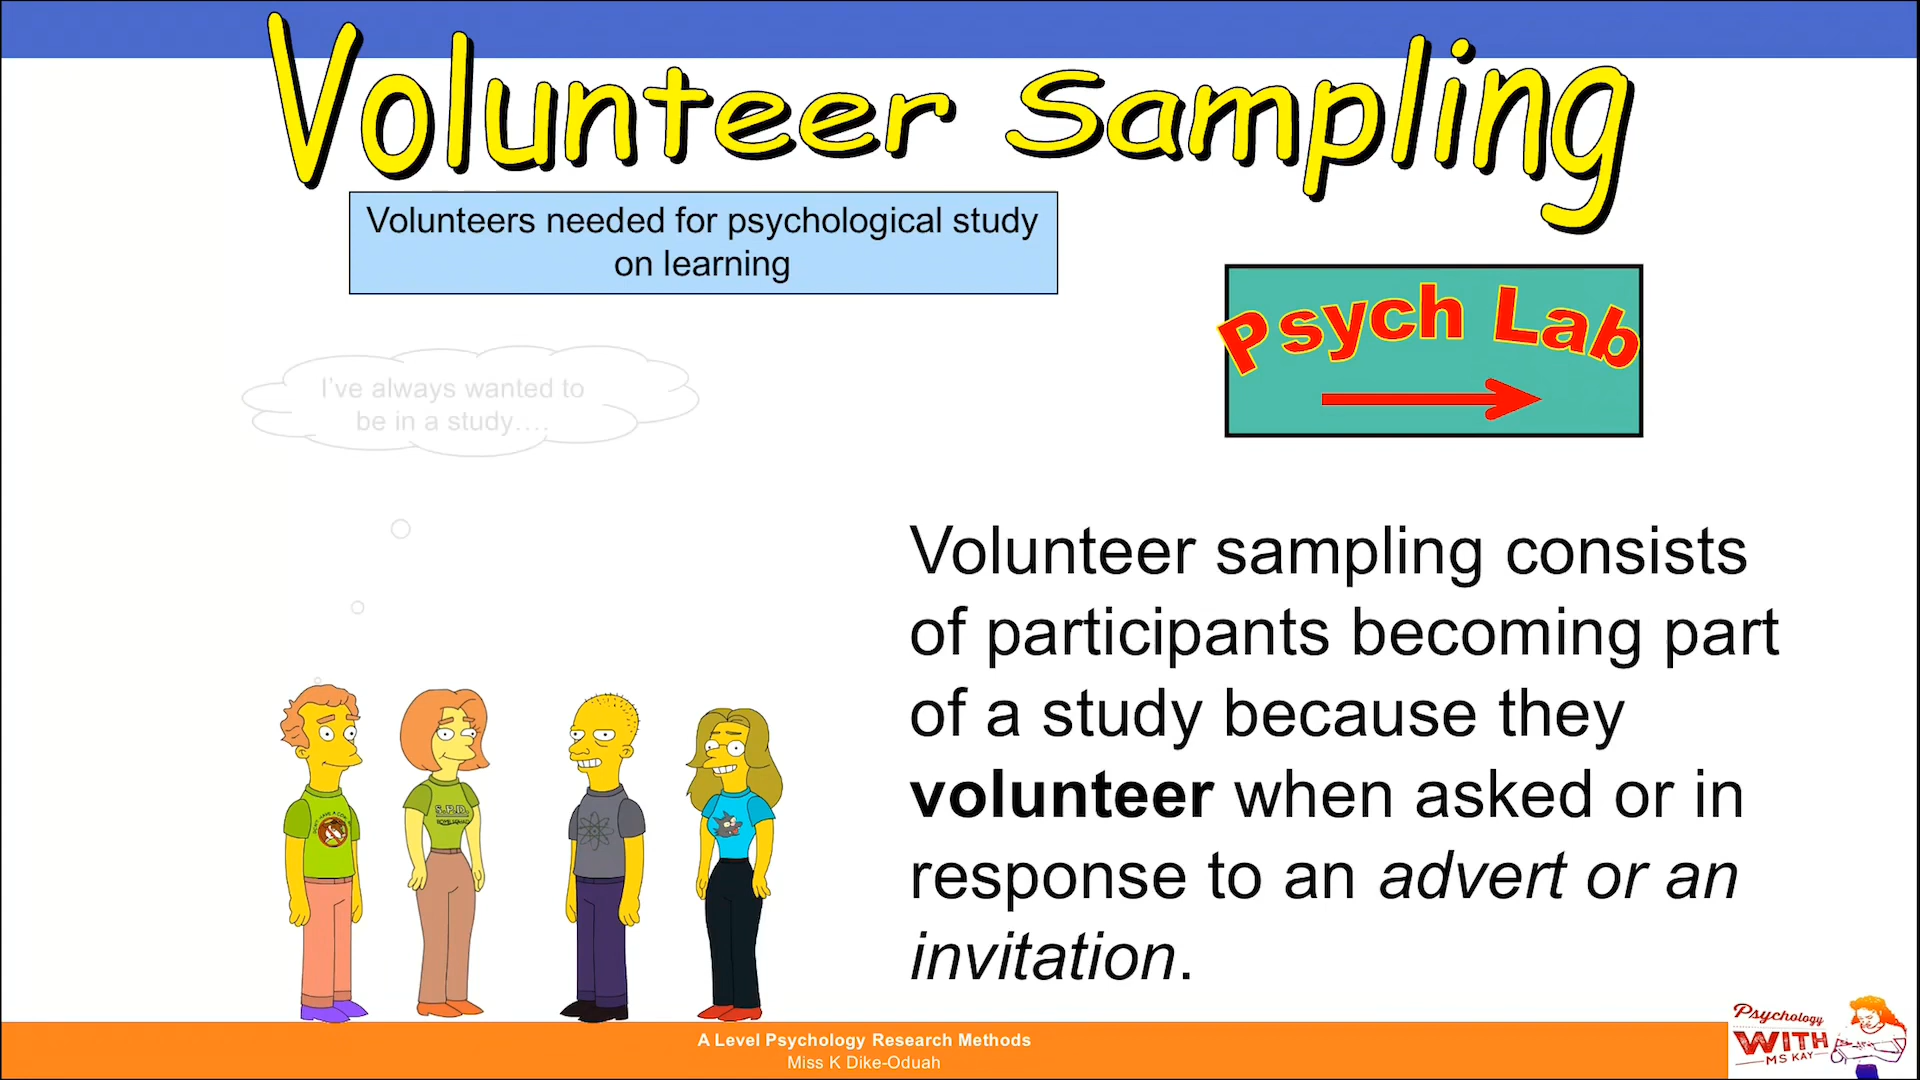 Volunteer Sampling
Volunteers needed for psychological study
on learning
Psych Lab
I've always wanted to
be in a study....
Volunteer sampling consists
of participants becoming part
of a study because they
volunteer when asked or in
response to an advert or an
invitation.
A Level Psychology Research Methods
Miss K Dike-Oduah
Psychology
WITH
MS KAY